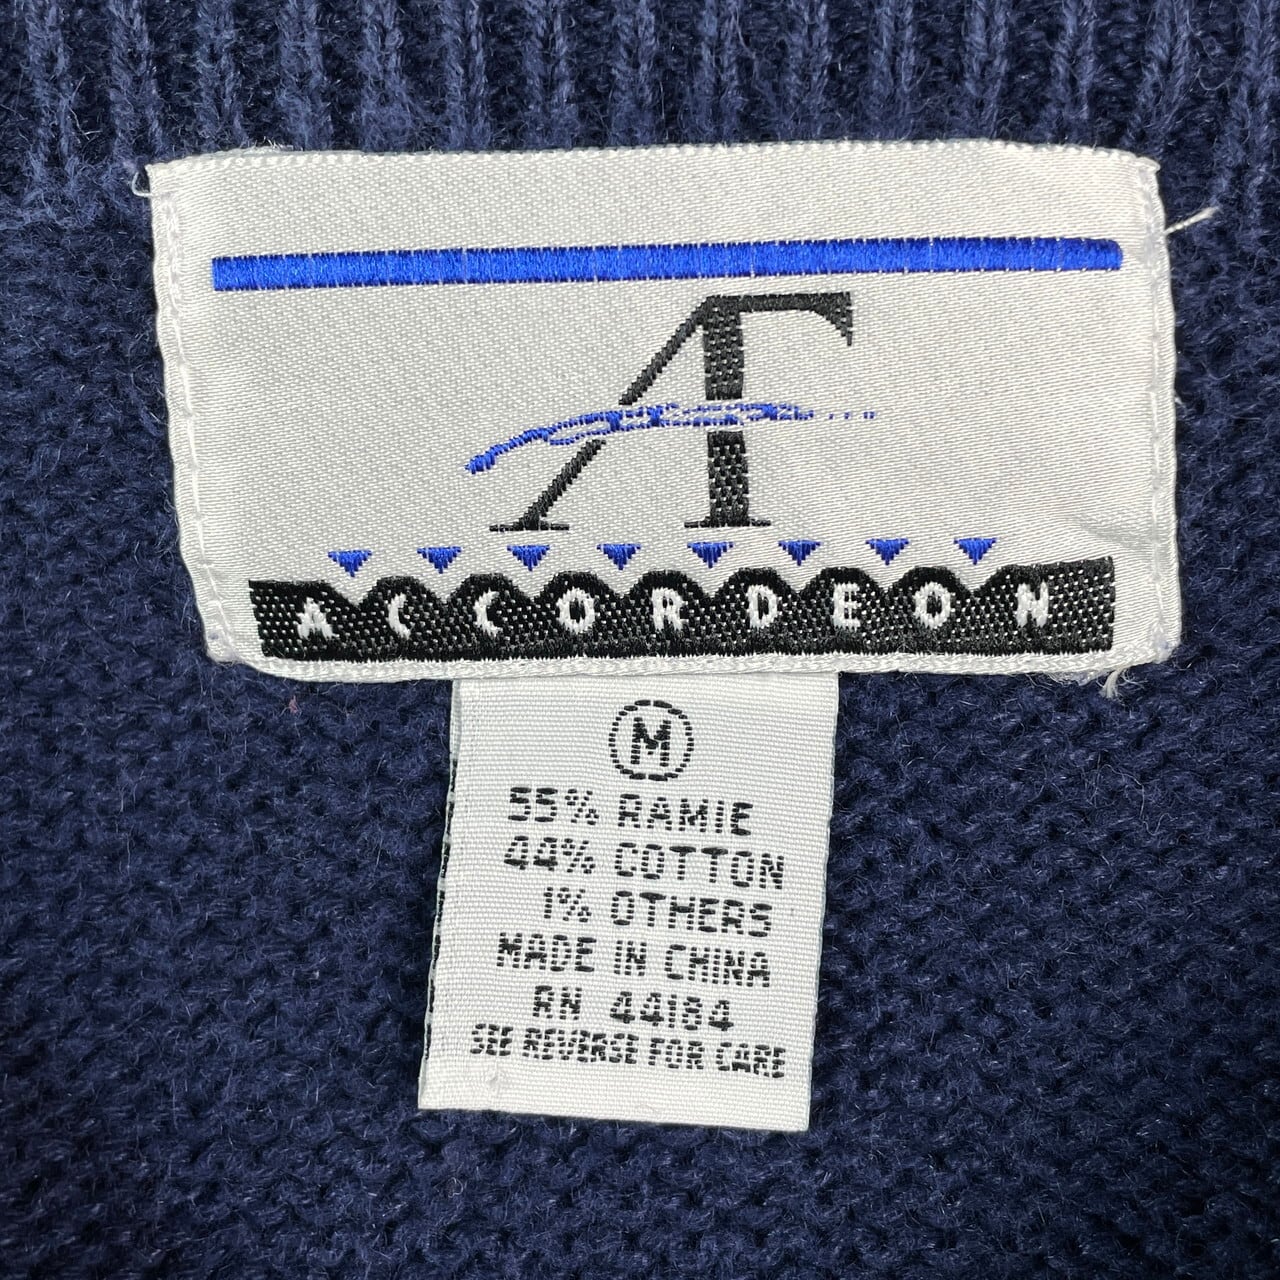 A
ACCORDEON
M
55% RAMIE
44% COTTON
1% OTHERS
MADE IN CHINA
RN 44184
SEE REVERSE FOR CARE